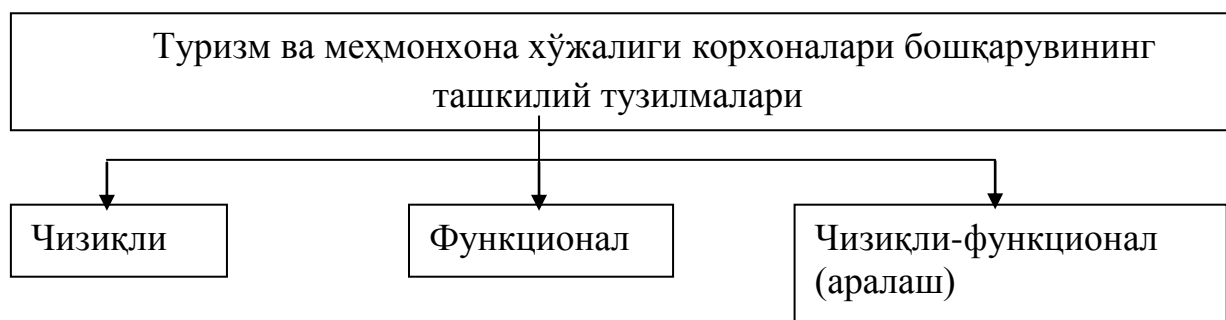 Туризм ва меҳмонхона хўжалиги корхоналари бошқарувининг
ташкилий тузилмалари
Чизиқли
Функционал
Чизиқли-функционал
(аралаш)